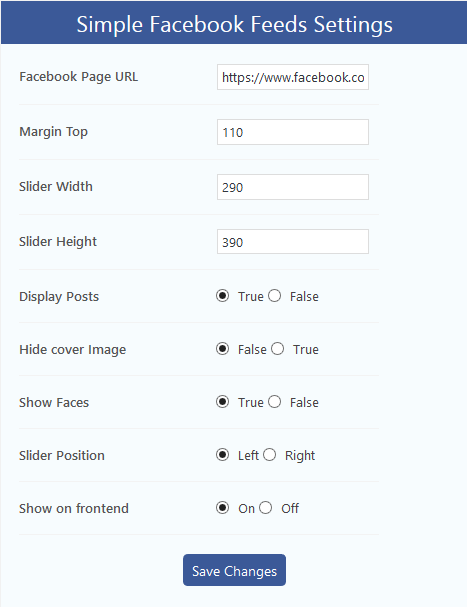 Simple Facebook Feeds Settings
Facebook Page URL https://www.facebook.co
Margin Top 110
Slider Width 290
Slider Height 390
Display Posts True False
Hide cover Image False True
Show Faces True False
Slider Position Left Right
Show on frontend On Off
Save Changes